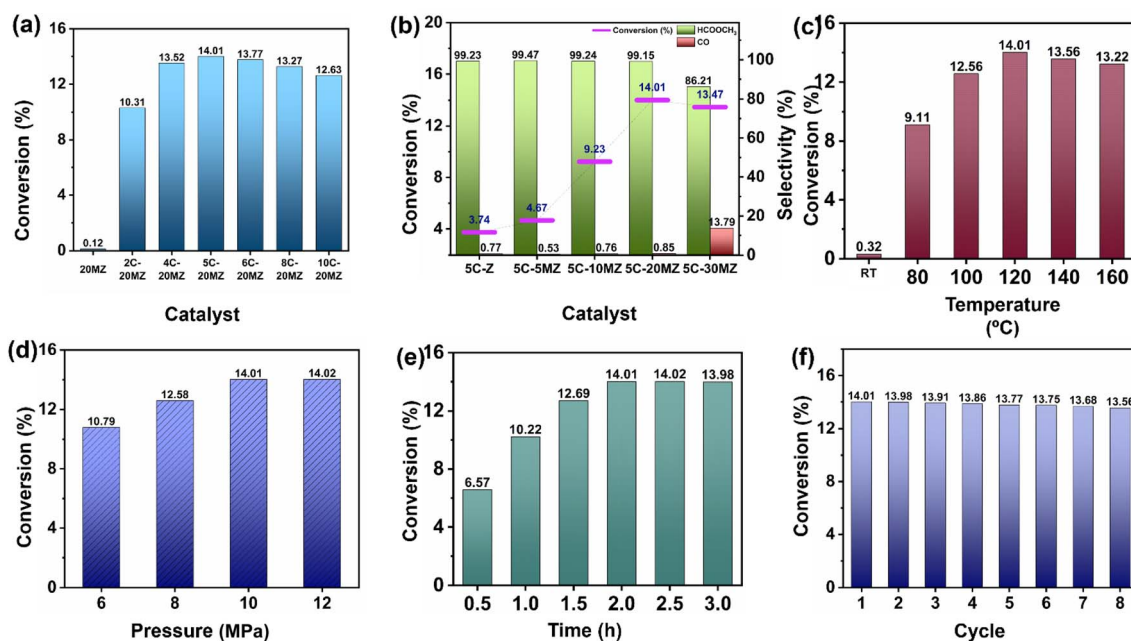 (a)
16
12
8
4
0
Conversion (%)
0.12
10.31
13.52
14.01
13.77
13.27
12.63
20MZ
2C-
20MZ
4C-
20MZ
5C-
20MZ
6C-
20MZ
8C-
20MZ
10C-
20MZ
Catalyst
(b)
Conversion (%)
HCOOCH3
CO
20
16
12
8
4
Conversion (%)
99.23
99.47
99.24
99.15
86.21
3.74
4.67
9.23
14.01
13.47
0.77
0.53
0.76
0.85
13.79
100
80
60
40
20
0
Selectivity (%)
5C-Z
5C-5MZ
5C-10MZ
5C-20MZ
5C-30MZ
Catalyst
(c)
16
12
8
4
0
Conversion (%)
0.32
9.11
12.56
14.01
13.56
13.22
RT
80
100
120
140
160
Temperature
(ºC)
(d)
16
12
8
4
0
Conversion (%)
10.79
12.58
14.01
14.02
6
8
10
12
Pressure (MPa)
(e)
16
12
8
4
0
Conversion (%)
6.57
10.22
12.69
14.01
14.02
13.98
0.5
1.0
1.5
2.0
2.5
3.0
Time (h)
(f)
16
12
8
4
0
Conversion (%)
14.01
13.98
13.91
13.86
13.77
13.75
13.68
13.56
1
2
3
4
5
6
7
8
Cycle